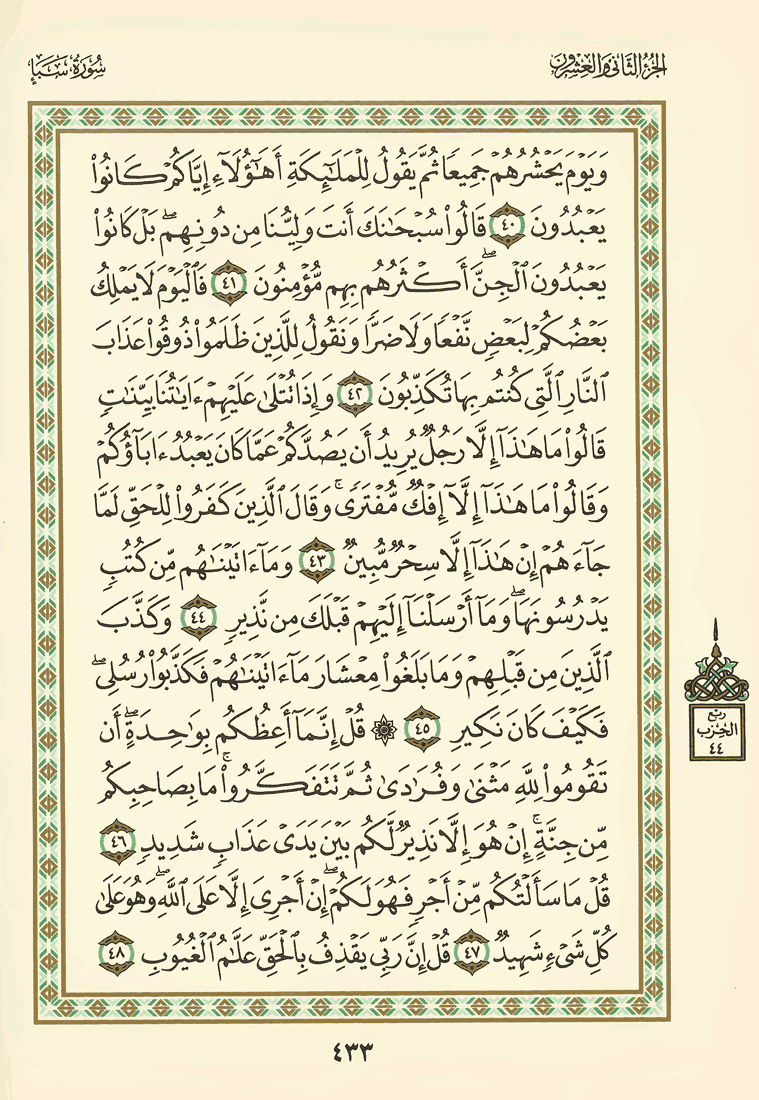 الجزء الثاني والعشرون
سورة سبإ
وَيَوْمَ يَحْشُرُهُمْ جَمِيعًا ثُمَّ يَقُولُ لِلْمَلَٰٓئِكَةِ أَهَٰٓؤُلَآءِ إِيَّاكُمْ كَانُوا۟
يَعْبُدُونَ ٤٠ قَالُوا۟ سُبْحَٰنَكَ أَنتَ وَلِيُّنَا مِن دُونِهِم ۖ بَلْ كَانُوا۟
يَعْبُدُونَ ٱلْجِنَّ ۖ أَكْثَرُهُم بِهِم مُّؤْمِنُونَ ٤١ فَٱلْيَوْمَ لَا يَمْلِكُ
بَعْضُكُمْ لِبَعْضٍ نَّفْعًا وَلَا ضَرًّا وَنَقُولُ لِلَّذِينَ ظَلَمُوا۟ ذُوقُوا۟ عَذَابَ
ٱلنَّارِ ٱلَّتِى كُنتُم بِهَا تُكَذِّبُونَ ٤٢ وَإِذَا تُتْلَىٰ عَلَيْهِمْ ءَايَٰتُنَا بَيِّنَٰتٍ
قَالُوا۟ مَا هَٰذَآ إِلَّا رَجُلٌ يُرِيدُ أَن يَصُدَّكُمْ عَمَّا كَانَ يَعْبُدُ ءَابَآؤُكُمْ
وَقَالُوا۟ مَا هَٰذَآ إِلَّآ إِفْكٌ مُّفْتَرًى ۚ وَقَالَ ٱلَّذِينَ كَفَرُوا۟ لِلْحَقِّ لَمَّا
جَآءَهُمْ إِنْ هَٰذَآ إِلَّا سِحْرٌ مُّبِينٌ ٤٣ وَمَآ ءَاتَيْنَٰهُم مِّن كُتُبٍ
يَدْرُسُونَهَا ۖ وَمَآ أَرْسَلْنَآ إِلَيْهِمْ قَبْلَكَ مِن نَّذِيرٍ ٤٤ وَكَذَّبَ
ٱلَّذِينَ مِن قَبْلِهِمْ وَمَا بَلَغُوا۟ مِعْشَارَ مَآ ءَاتَيْنَٰهُمْ فَكَذَّبُوا۟ رُسُلِى ۖ
فَكَيْفَ كَانَ نَكِيرِ ٤٥ ۞ قُلْ إِنَّمَآ أَعِظُكُم بِوَٰحِدَةٍ ۖ أَن
تَقُومُوا۟ لِلَّهِ مَثْنَىٰ وَفُرَٰدَىٰ ثُمَّ تَتَفَكَّرُوا۟ ۚ مَا بِصَاحِبِكُم
مِّن جِنَّةٍ ۚ إِنْ هُوَ إِلَّا نَذِيرٌ لَّكُم بَيْنَ يَدَىْ عَذَابٍ شَدِيدٍ ٤٦
قُلْ مَا سَأَلْتُكُم مِّنْ أَجْرٍ فَهُوَ لَكُمْ ۖ إِنْ أَجْرِىَ إِلَّا عَلَى ٱللَّهِ ۖ وَهُوَ عَلَىٰ
كُلِّ شَىْءٍ شَهِيدٌ ٤٧ قُلْ إِنَّ رَبِّى يَقْذِفُ بِٱلْحَقِّ عَلَّٰمُ ٱلْغُيُوبِ ٤٨
ربع
الحزب
٤٤
٤٣٣